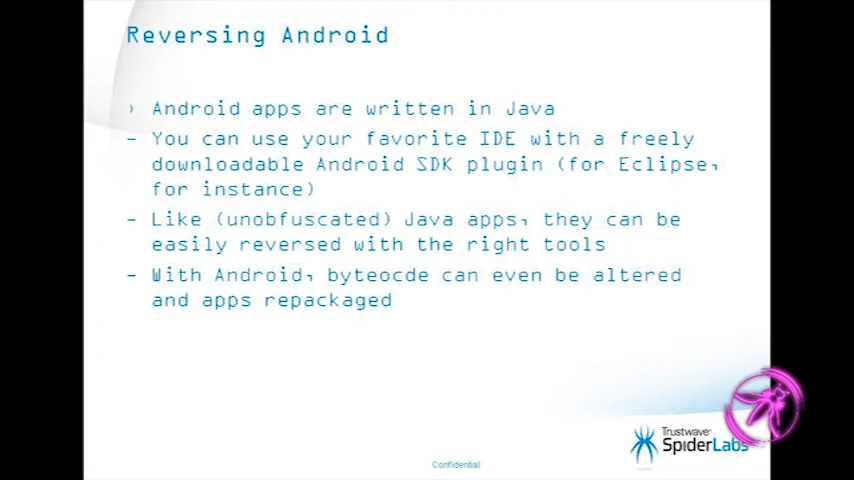 Reversing Android
› Android apps are written in Java
- You can use your favorite IDE with a freely
downloadable Android SDK plugin (for Eclipse,
for instance)
- Like (unobfuscated) Java apps, they can be
easily reversed with the right tools
- With Android, byteocde can even be altered
and apps repackaged
Trustwave®
SpiderLabs
Confidential